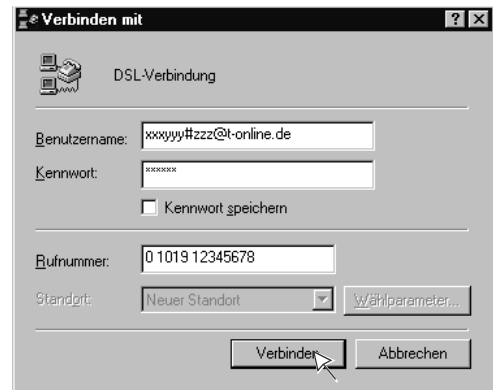 Verbinden mit
DSL-Verbindung
Benutzername: xxxyyy#zzz@t-online.de
Kennwort: ××××××
Kennwort speichern
Rufnummer: 0 1019 12345678
Standort: Neuer Standort Wählparameter...
Verbinden Abbrechen